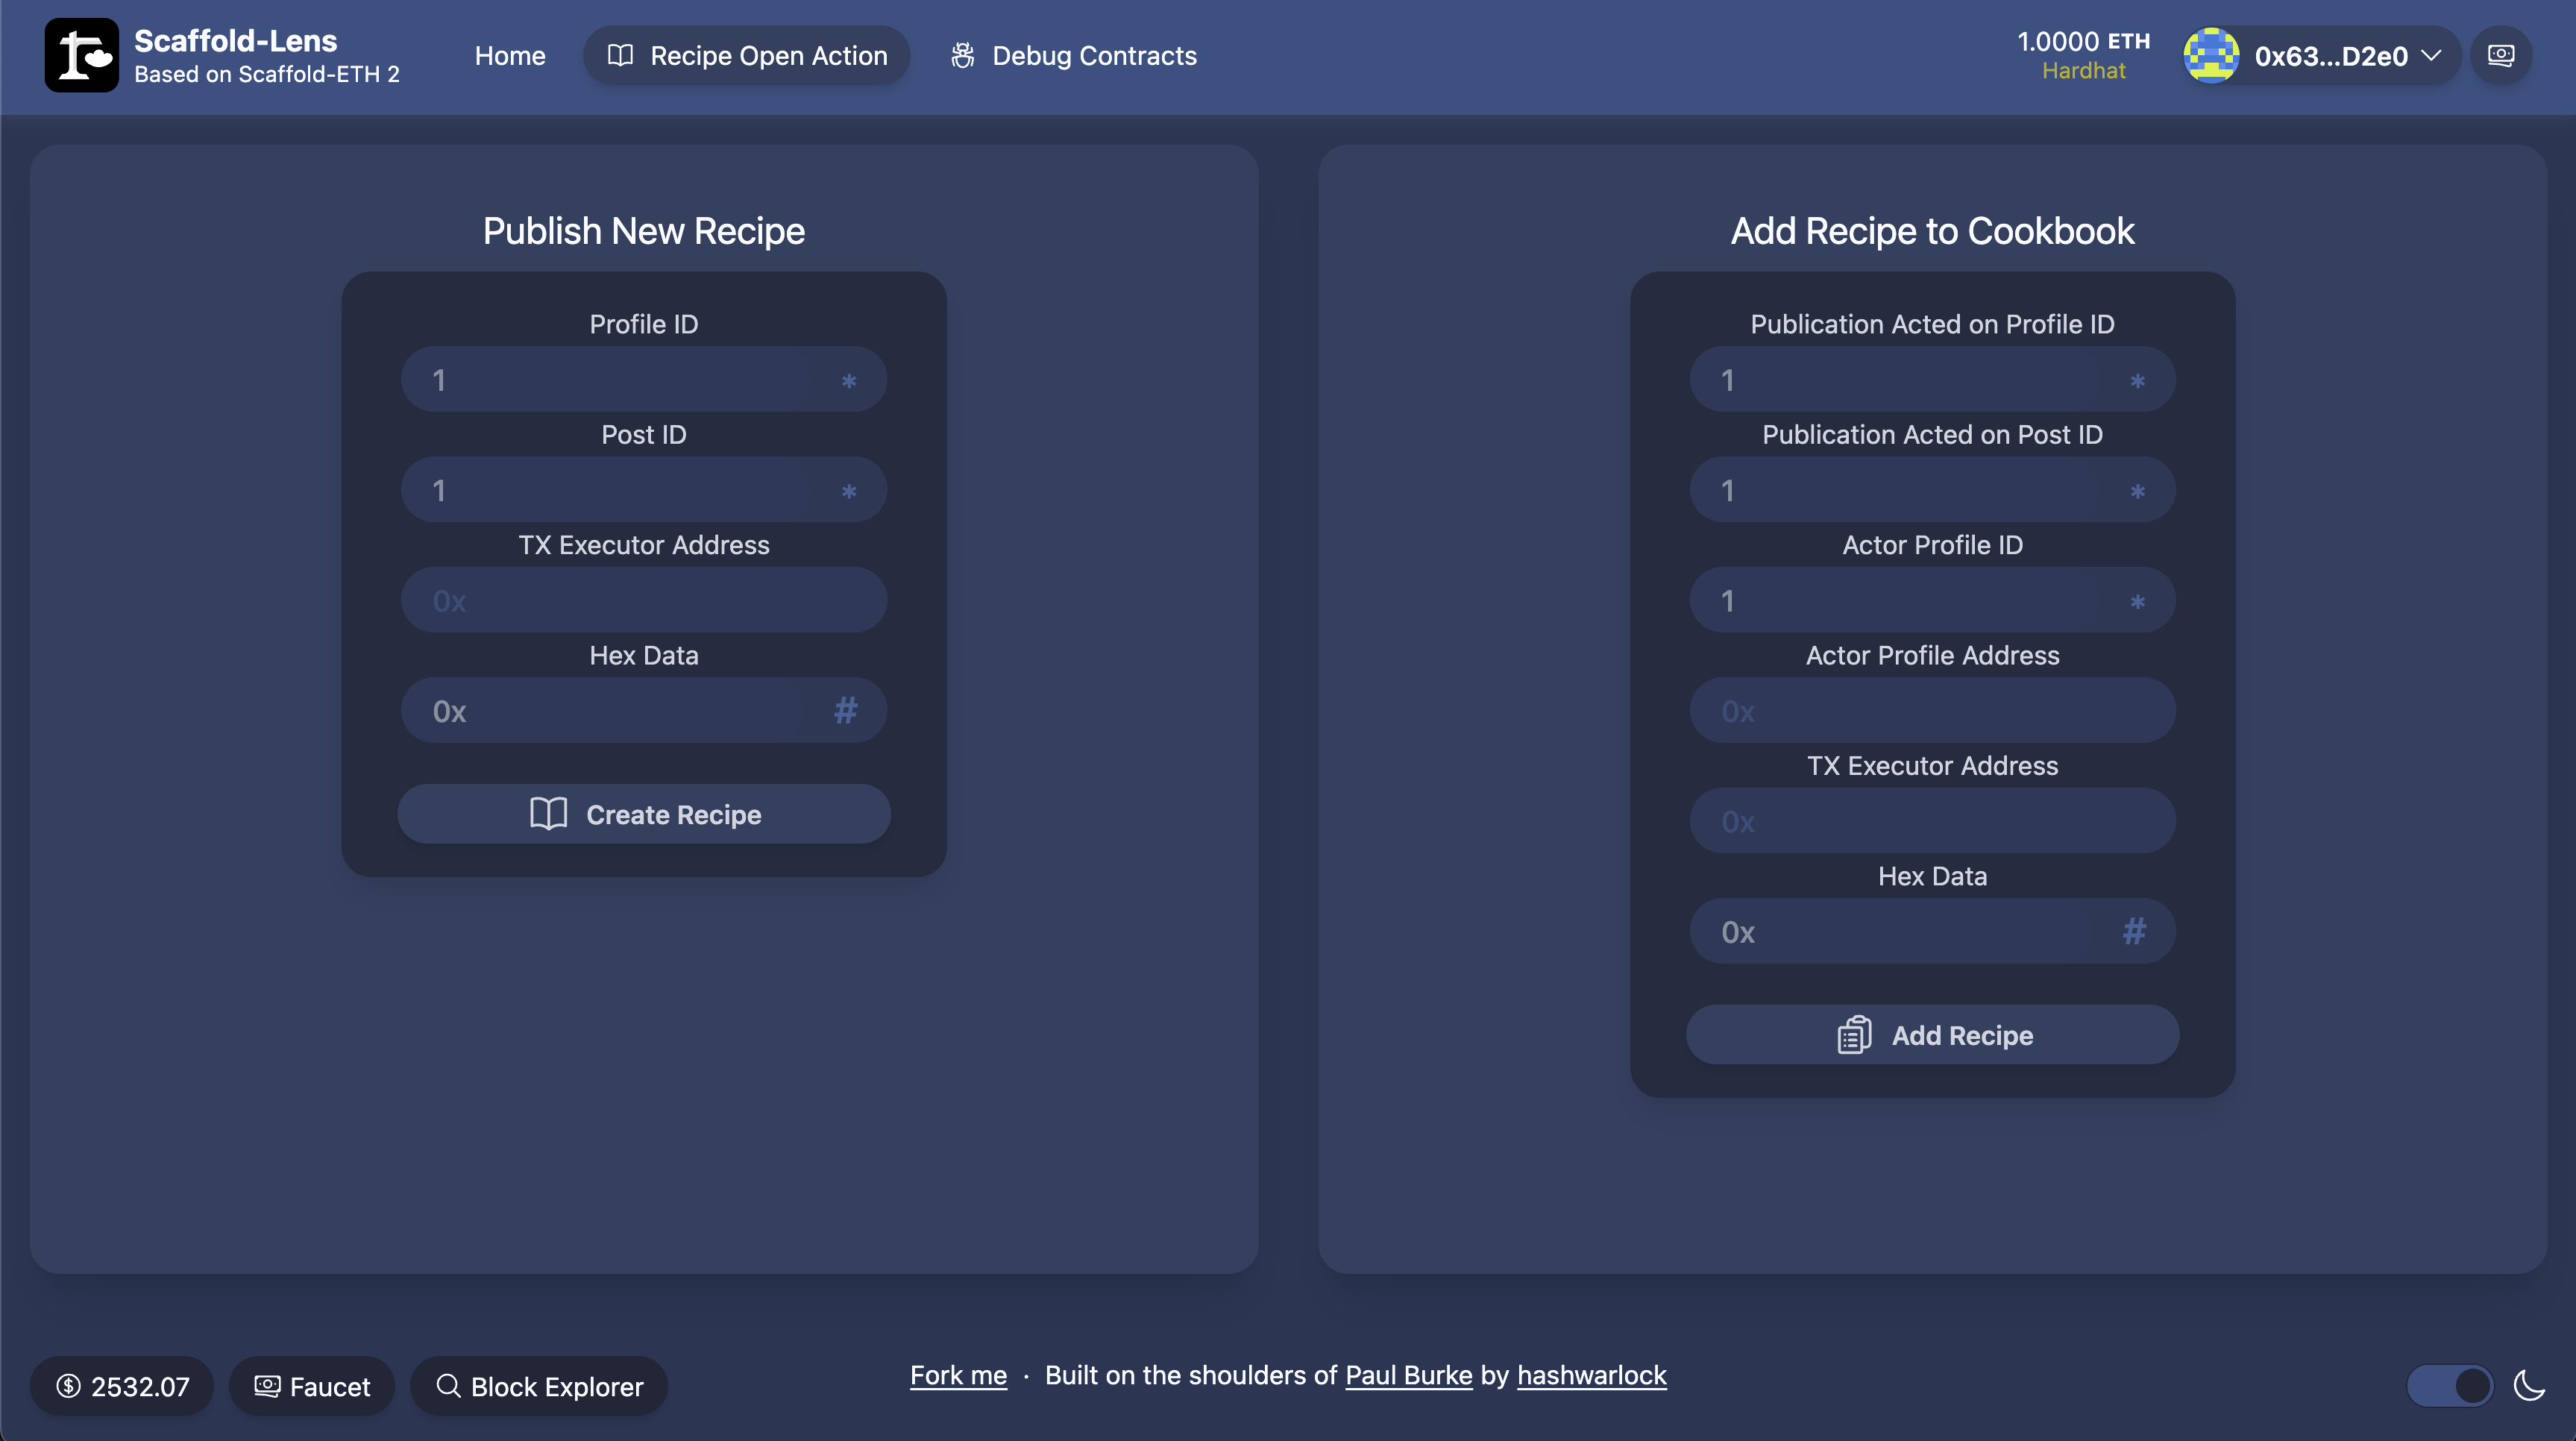 Scaffold-Lens
Based on Scaffold-ETH 2
Home
Recipe Open Action
Debug Contracts
1.0000 ETH
Hardhat
0x63...D2e0
Publish New Recipe
Profile ID
1 *
Post ID
1 *
TX Executor Address
0x
Hex Data
0x #
Create Recipe
Add Recipe to Cookbook
Publication Acted on Profile ID
1 *
Publication Acted on Post ID
1 *
Actor Profile ID
1 *
Actor Profile Address
0x
TX Executor Address
0x
Hex Data
0x #
Add Recipe
$ 2532.07
Faucet
Block Explorer
Fork me · Built on the shoulders of Paul Burke by hashwarlock